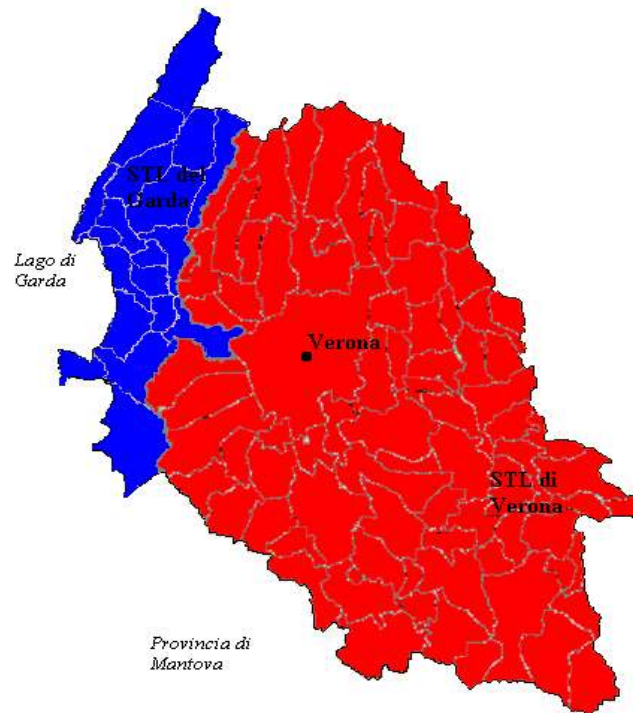 STL del
Garda
Lago di
Garda
Verona
STL di
Verona
Provincia di
Mantova